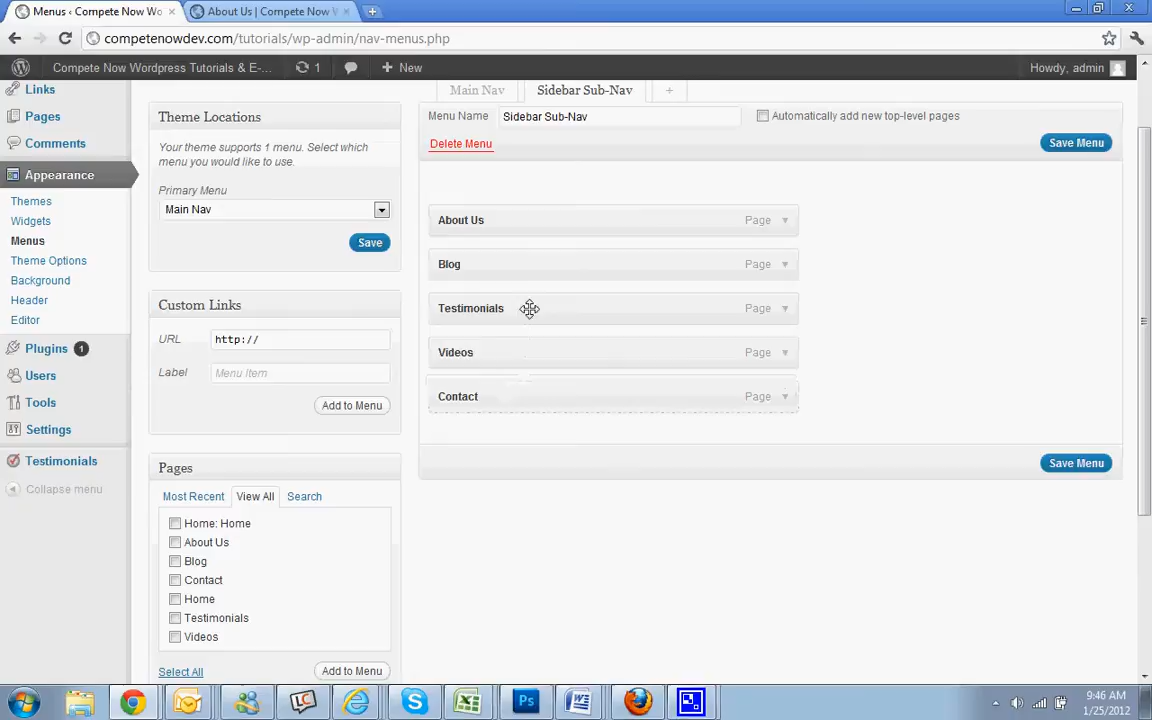 Menus ‹ Compete Now Wo
About Us | Compete Now W
competenowdev.com/tutorials/wp-admin/nav-menus.php
Compete Now Wordpress Tutorials & E-...
1
New
Howdy, admin
Links
Pages
Comments
Appearance
Themes
Widgets
Menus
Theme Options
Background
Header
Editor
Plugins 1
Users
Tools
Settings
Testimonials
Collapse menu
Theme Locations
Your theme supports 1 menu. Select which
menu you would like to use.
Primary Menu
Main Nav
Save
Custom Links
URL http://
Label Menu Item
Add to Menu
Pages
Most Recent View All Search
Home: Home
About Us
Blog
Contact
Home
Testimonials
Videos
Select All Add to Menu
Main Nav Sidebar Sub-Nav +
Menu Name Sidebar Sub-Nav Automatically add new top-level pages
Delete Menu Save Menu
About Us Page
Blog Page
Testimonials Page
Videos Page
Contact Page
Save Menu
9:46 AM
1/25/2012